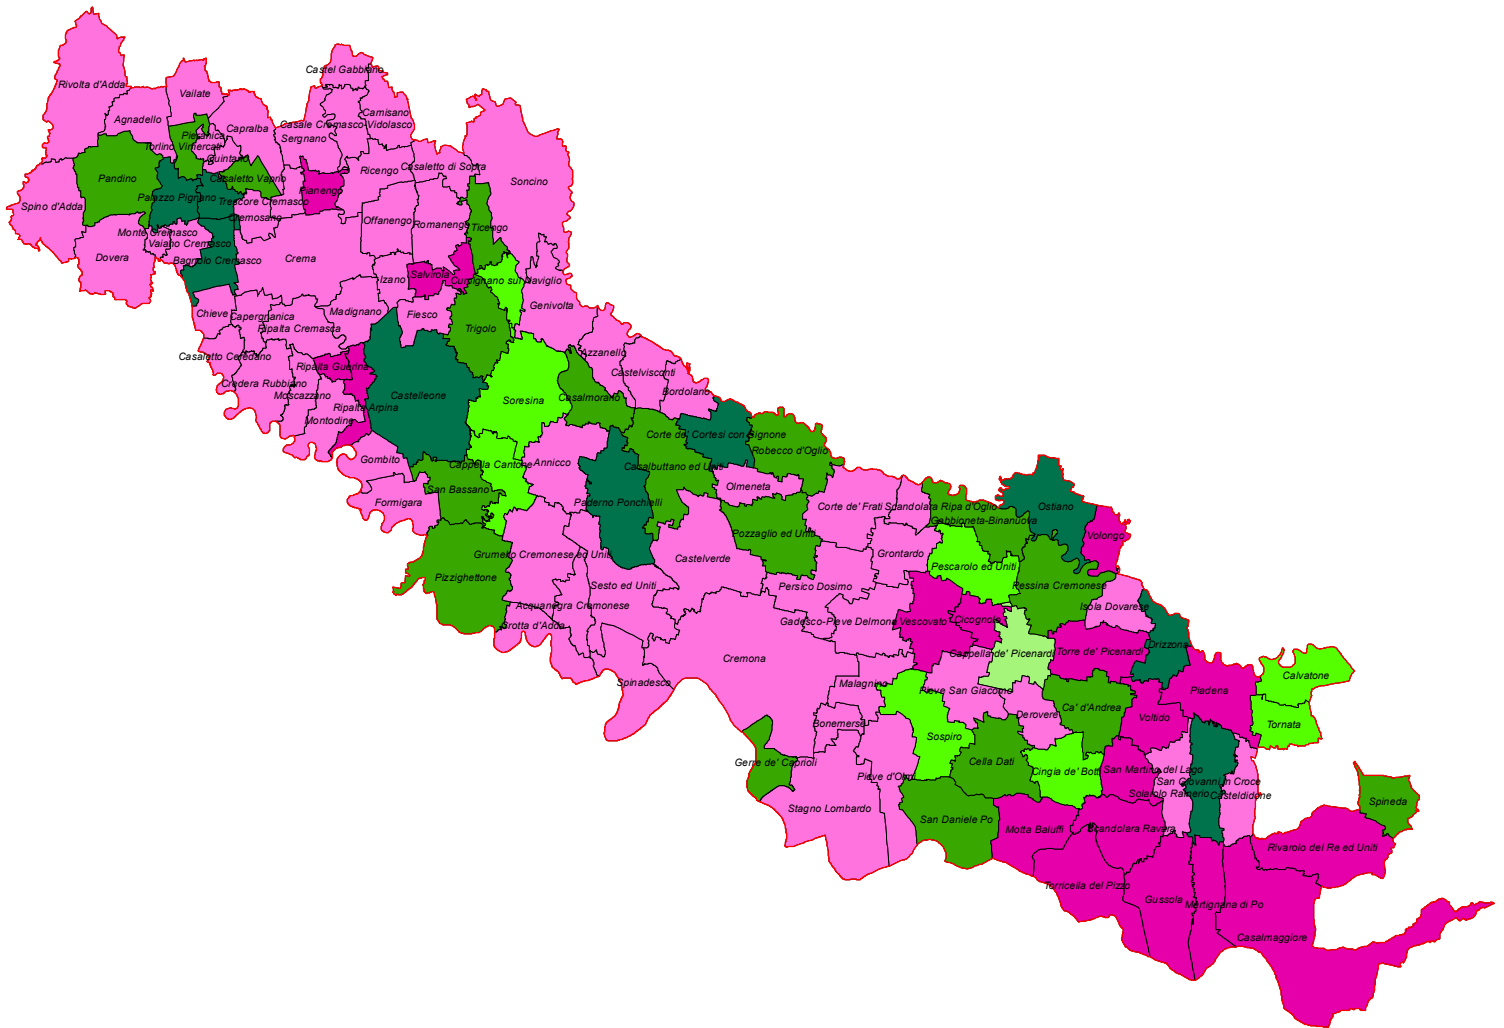 Castel Gabbiano
Rivolta d'Adda
Vailate
Camisano
Agnadello
Casale Cremasco
Vidolasco
Capralba
Pieranica
Sergnano
Torlino Vimercati
Quintano
Casaletto di Sopra
Ricengo
Pandino
Casaletto Vaprio
Soncino
Pianengo
Palazzo Pignano
Trescore Cremasco
Spino d'Adda
Cremosano
Offanengo
Romanengo
Ticengo
Monte Cremasco
Vaiano Cremasco
Dovera
Bagnolo Cremasco
Crema
Salvirola
Izano
Cumignano sul Naviglio
Genivolta
Chieve
Capergnanica
Madignano
Fiesco
Ripalta Cremasca
Trigolo
Casaletto Ceredano
Azzanello
Ripalta Guerina
Castelvisconti
Credera Rubbiano
Moscazzano
Castelleone
Bordolano
Soresina
Casalmorano
Ripalta Arpina
Montodine
Corte de' Cortesi con Cignone
Robecco d'Oglio
Gombito
Cappella Cantone
Annicco
Casalbuttano ed Uniti
San Bassano
Olmeneta
Formigara
Paderno Ponchielli
Corte de' Frati
Scandolara Ripa d'Oglio
Ostiano
Gabbioneta-Binanuova
Pozzaglio ed Uniti
Volongo
Grumello Cremonese ed Uniti
Castelverde
Grontardo
Pescarolo ed Uniti
Pizzighettone
Sesto ed Uniti
Persico Dosimo
Pessina Cremonese
Acquanegra Cremonese
Isola Dovarese
Crotta d'Adda
Gadesco-Pieve Delmona
Vescovato
Cicognolo
Drizzona
Cappella de' Picenardi
Torre de' Picenardi
Cremona
Calvatone
Spinadesco
Malagnino
Pieve San Giacomo
Piadena
Ca' d'Andrea
Derovere
Voltido
Bonemerse
Tornata
Sospiro
Gerre de' Caprioli
Cella Dati
Cingia de' Botti
San Martino del Lago
Pieve d'Olmi
San Giovanni in Croce
Solarolo Rainerio
Casteldidone
Spineda
Stagno Lombardo
San Daniele Po
Motta Baluffi
Scandolara Ravara
Rivarolo del Re ed Uniti
Torricella del Pizzo
Gussola
Martignana di Po
Casalmaggiore